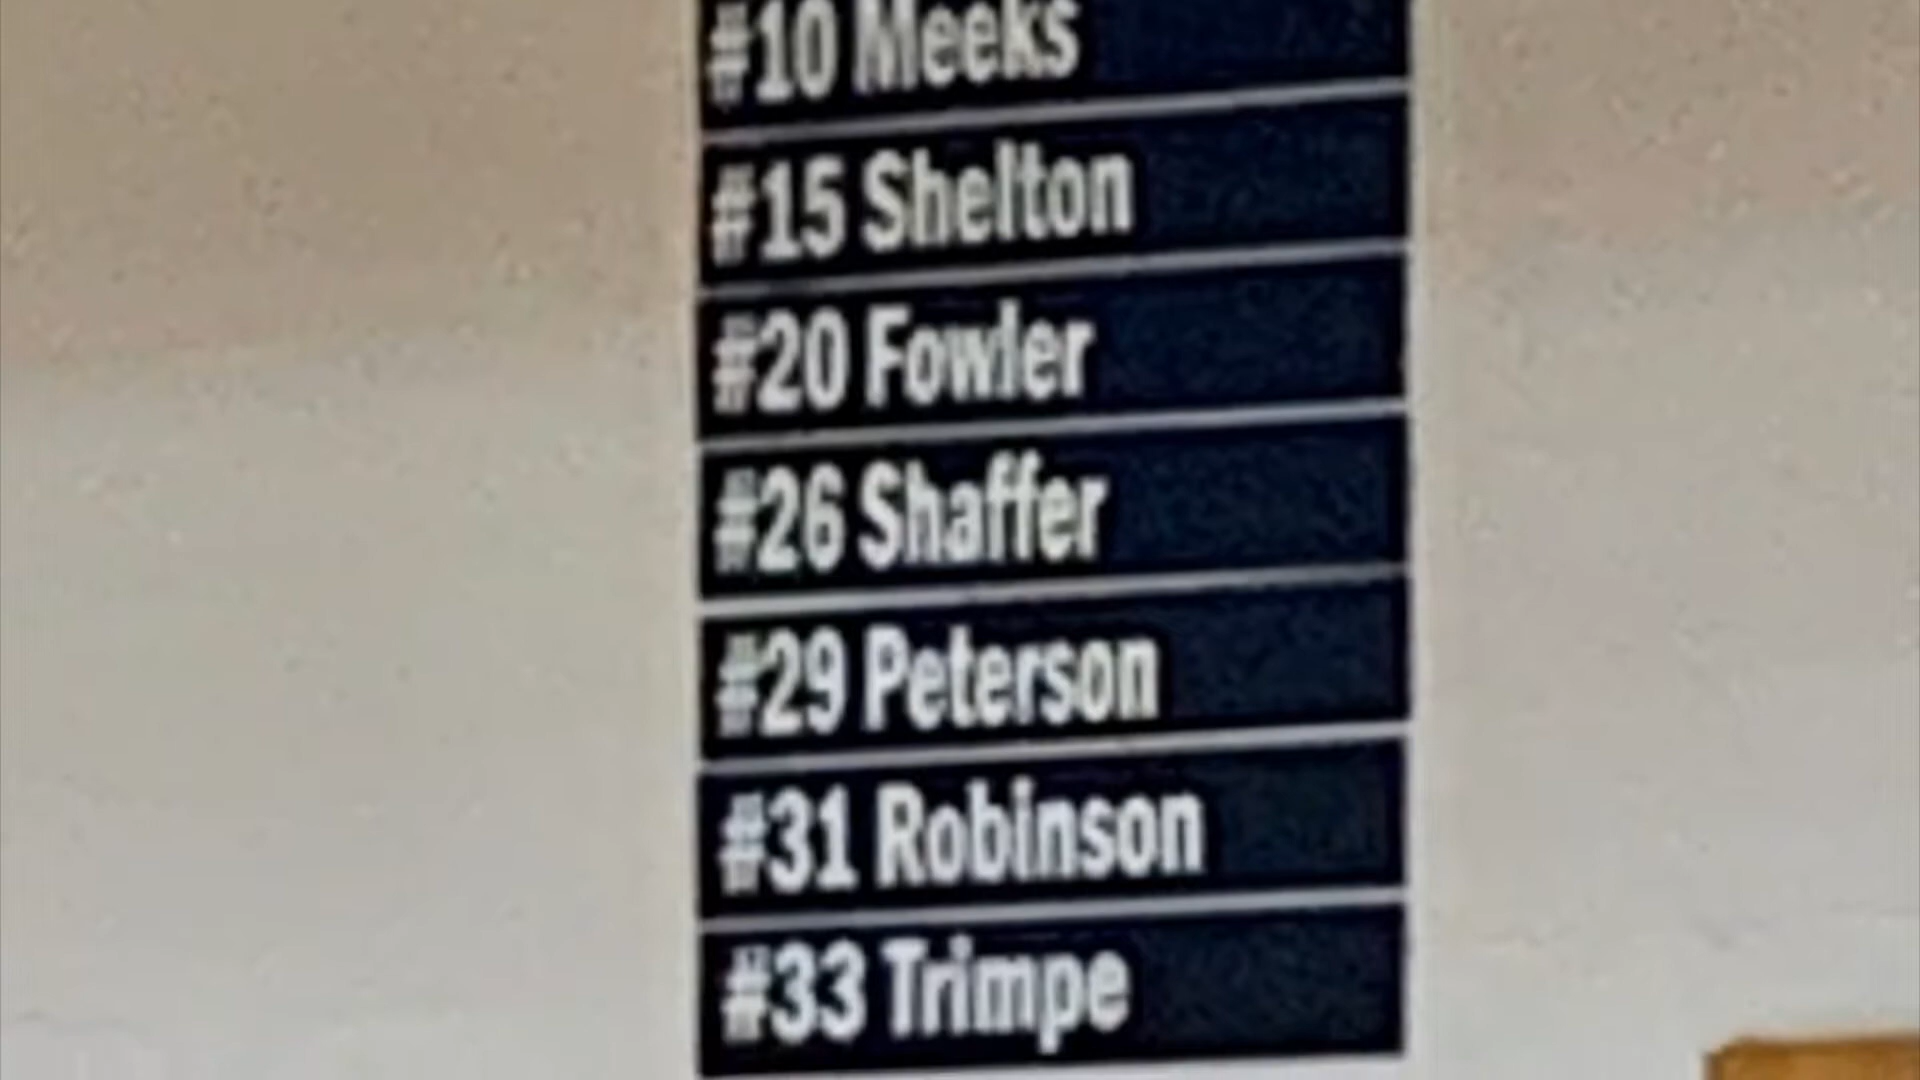 #10 Meeks
#15 Shelton
#20 Fowler
#26 Shaffer
#29 Peterson
#31 Robinson
#33 Trimpe